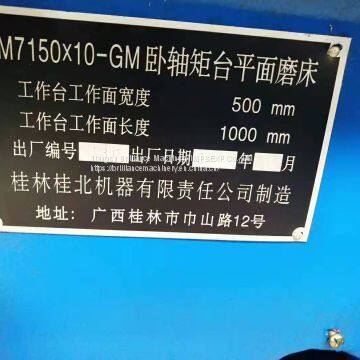 M7150×10-GM卧轴矩台平面磨床
工作台工作面宽度 500 mm
工作台工作面长度 1000 mm
出厂编号 出厂日期 年 月
桂林桂北机器有限责任公司制造
地址: 广西桂林市巾山路12号